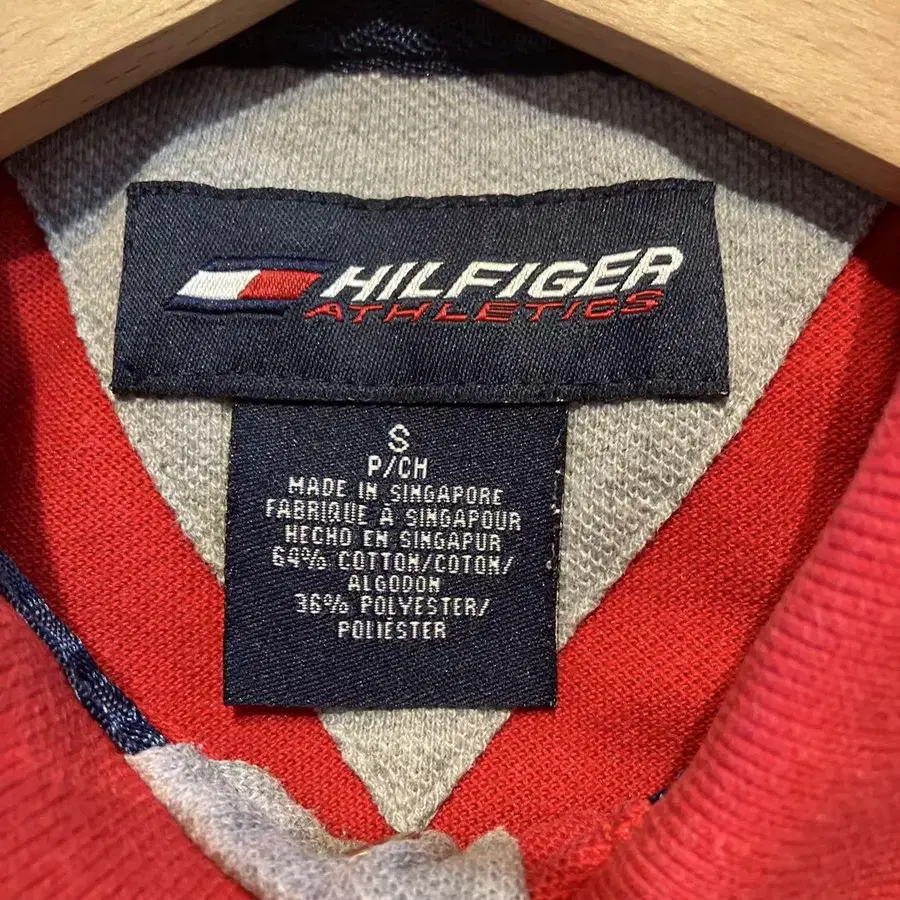 HILFIGER
ATHLETICS
S
P/CH
MADE IN SINGAPORE
FABRIQUE À SINGAPOUR
HECHO EN SINGAPUR
64% COTTON/COTON/
ALGODON
36% POLYESTER/
POLIÉSTER